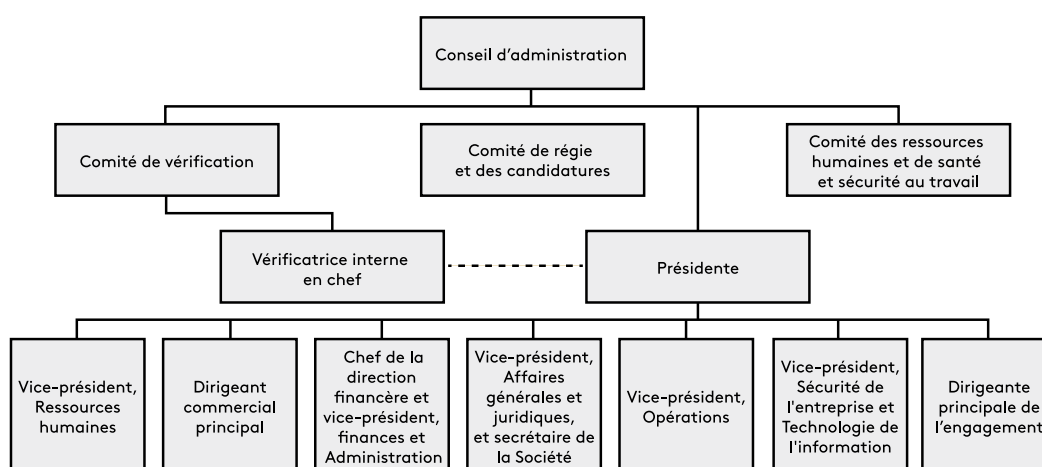 Conseil d’administration
Comité de vérification
Comité de régie
et des candidatures
Comité des ressources
humaines et de santé
et sécurité au travail
Vérificatrice interne
en chef
Présidente
Vice-président,
Ressources
humaines
Dirigeant
commercial
principal
Chef de la
direction
financère et
vice-président,
finances et
Administration
Vice-président,
Affaires
générales et
juridiques,
et secrétaire de
la Société
Vice-président,
Opérations
Vice-président,
Sécurité de
l'entreprise et
Technologie de
l'information
Dirigeante
principale de
l’engagement